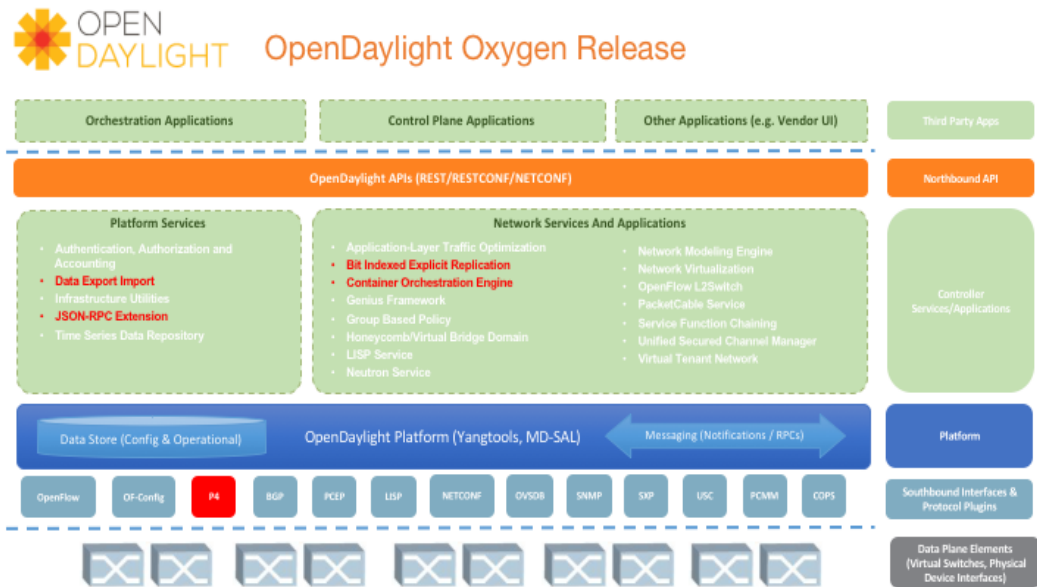 OPEN
DAYLIGHT
OpenDaylight Oxygen Release
Orchestration Applications
Control Plane Applications
Other Applications (e.g. Vendor UI)
Third Party Apps
OpenDaylight APIs (REST/RESTCONF/NETCONF)
Northbound API
Platform Services
• Authentication, Authorization and
Accounting
• Data Export Import
• Infrastructure Utilities
• JSON-RPC Extension
• Time Series Data Repository
Network Services And Applications
• Application-Layer Traffic Optimization
• Bit Indexed Explicit Replication
• Container Orchestration Engine
• Genius Framework
• Group Based Policy
• Honeycomb/Virtual Bridge Domain
• LISP Service
• Neutron Service
• Network Modeling Engine
• Network Virtualization
• OpenFlow L2Switch
• PacketCable Service
• Service Function Chaining
• Unified Secured Channel Manager
• Virtual Tenant Network
Controller
Services/Applications
Data Store (Config & Operational)
OpenDaylight Platform (Yangtools, MD-SAL)
Messaging (Notifications / RPCs)
Platform
OpenFlow
OF-Config
P4
BGP
PCEP
LISP
NETCONF
OVSDB
SNMP
SXP
USC
PCMM
COPS
Southbound Interfaces &
Protocol Plugins
Data Plane Elements
(Virtual Switches, Physical
Device Interfaces)